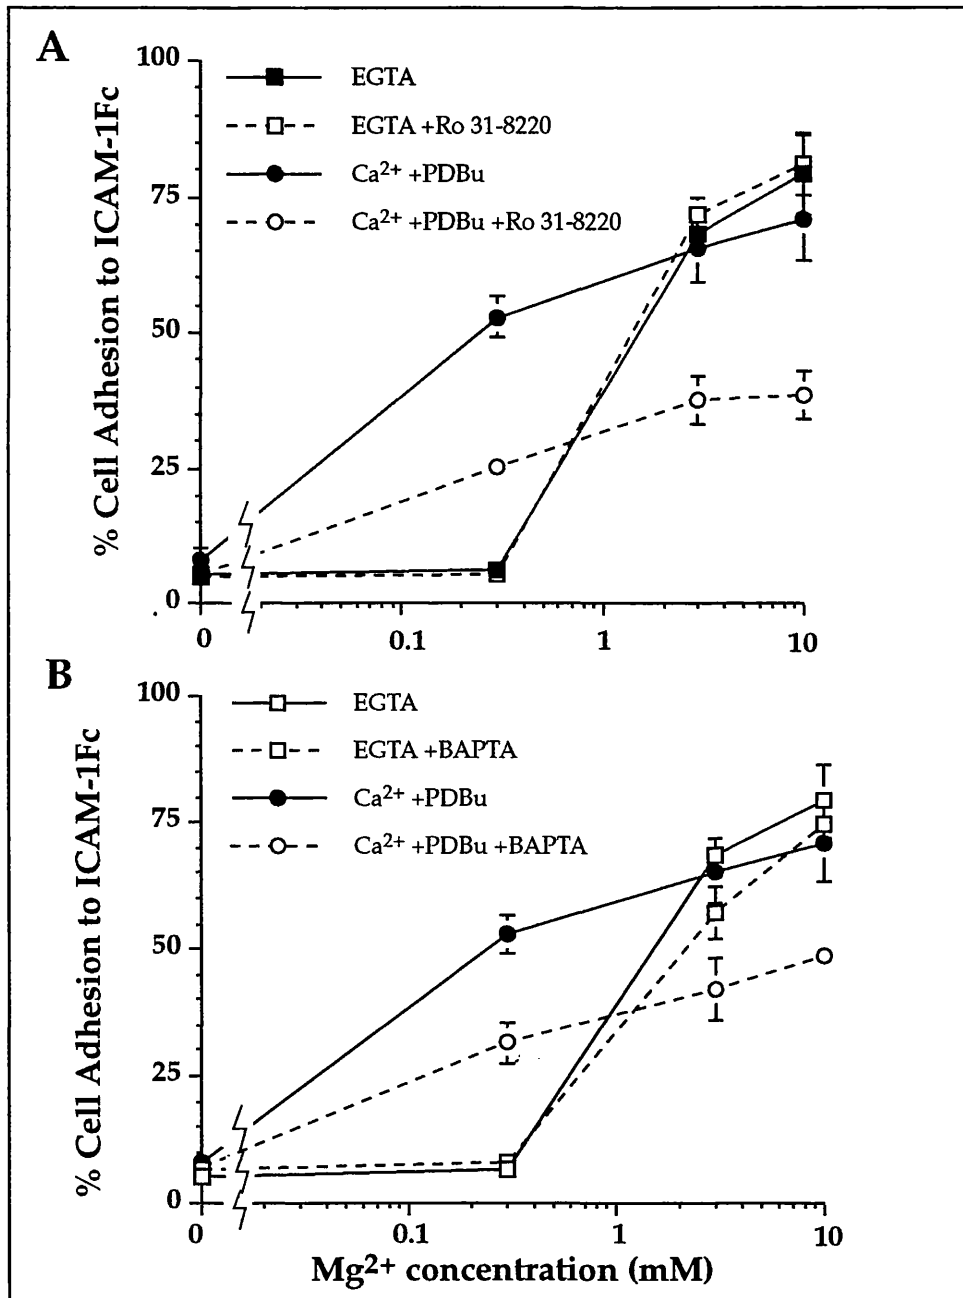 A
100
75
50
25
0
% Cell Adhesion to ICAM-1Fc
EGTA
EGTA +Ro 31-8220
Ca²⁺ +PDBu
Ca²⁺ +PDBu +Ro 31-8220
0 0.1 1 10
B
100
75
50
25
0
% Cell Adhesion to ICAM-1Fc
EGTA
EGTA +BAPTA
Ca²⁺ +PDBu
Ca²⁺ +PDBu +BAPTA
0 0.1 1 10
Mg²⁺ concentration (mM)